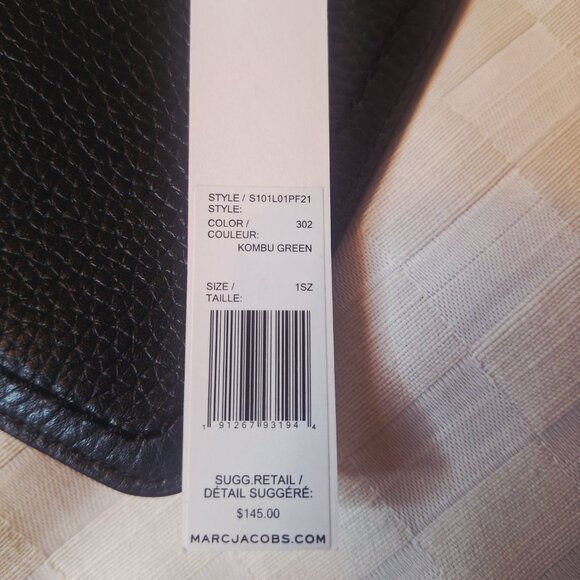 STYLE / S101L01PF21
STYLE:
COLOR / 302
COULEUR:
KOMBU GREEN
SIZE / 1SZ
TAILLE:
1 91267 93194 4
SUGG.RETAIL /
DÉTAIL SUGGÉRÉ:
$145.00
MARCJACOBS.COM